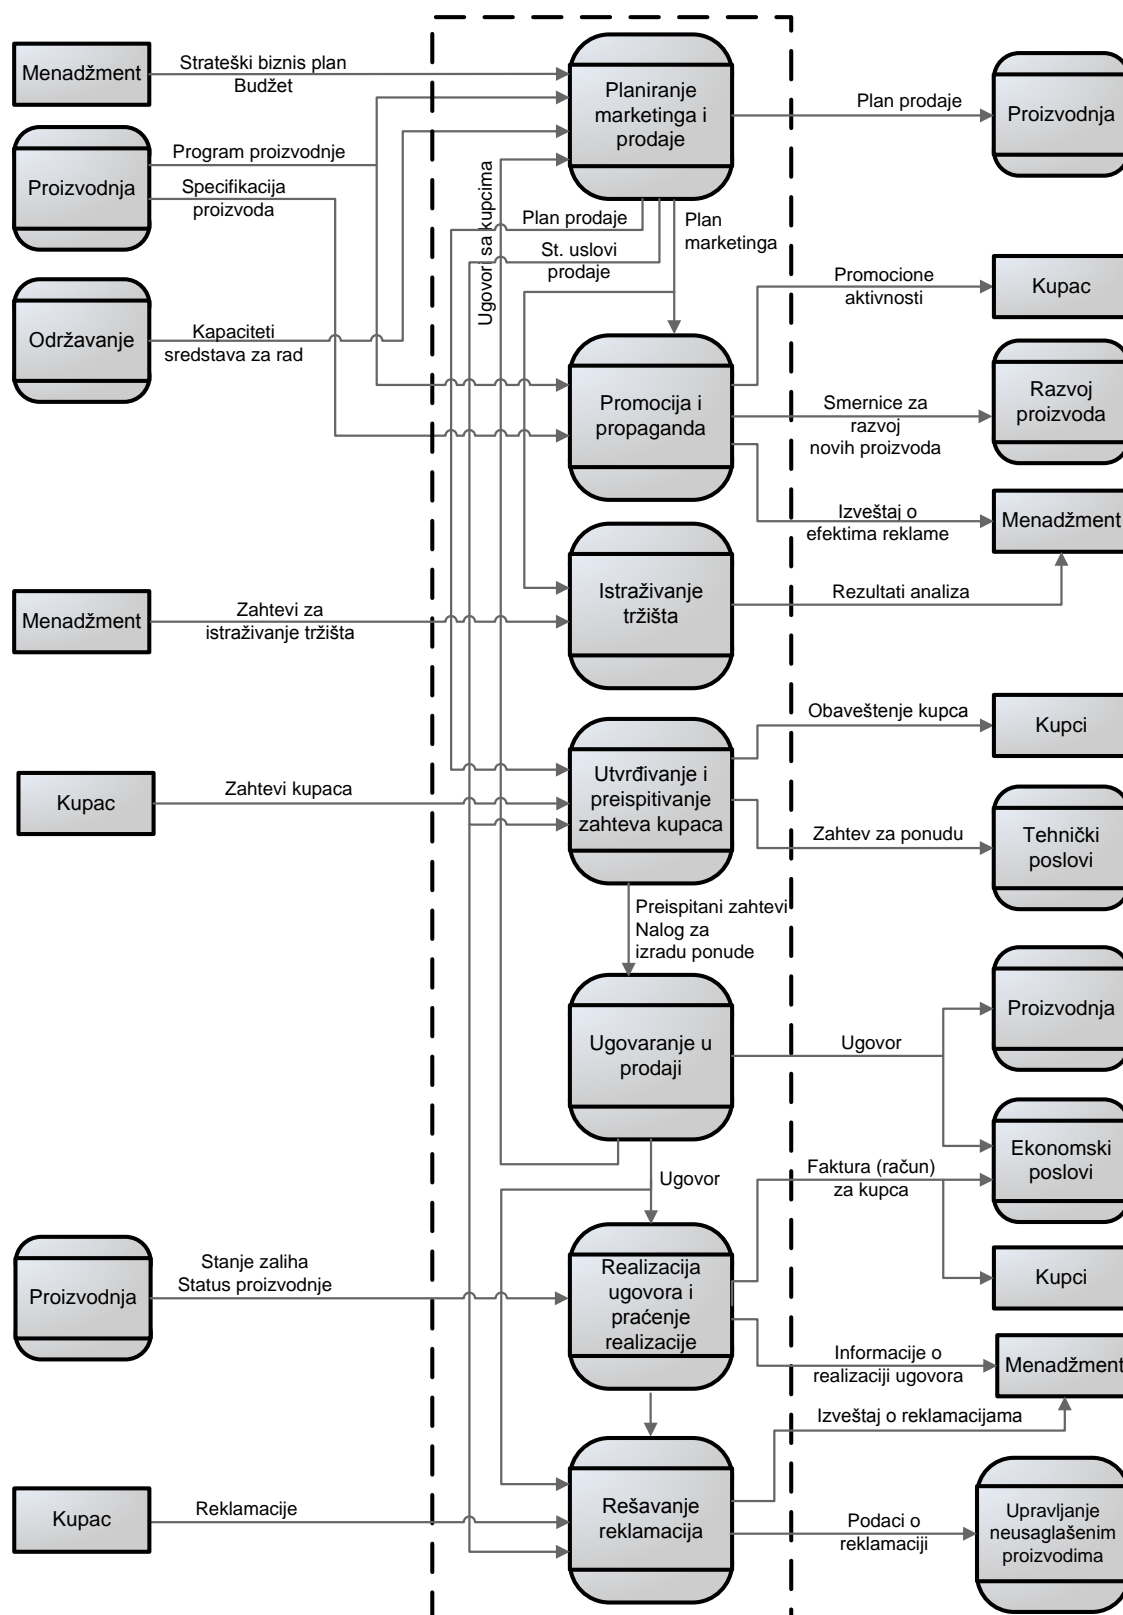 Menadžment
Strateški biznis plan
Budžet
Planiranje
marketinga i
prodaje
Plan prodaje
Proizvodnja
Proizvodnja
Program proizvodnje
Specifikacija
proizvoda
Ugovori sa kupcima
Plan prodaje
St. uslovi
prodaje
Plan
marketinga
Promocione
aktivnosti
Kupac
Održavanje
Kapaciteti
sredstava za rad
Promocija i
propaganda
Smernice za
razvoj
novih proizvoda
Razvoj
proizvoda
Izveštaj o
efektima reklame
Menadžment
Menadžment
Zahtevi za
istraživanje tržišta
Istraživanje
tržišta
Rezultati analiza
Obaveštenje kupca
Kupci
Kupac
Zahtevi kupaca
Utvrđivanje i
preispitivanje
zahteva kupaca
Zahtev za ponudu
Tehnički
poslovi
Preispitani zahtevi
Nalog za
izradu ponude
Ugovaranje u
prodaji
Ugovor
Proizvodnja
Ekonomski
poslovi
Ugovor
Faktura (račun)
za kupca
Kupci
Proizvodnja
Stanje zaliha
Status proizvodnje
Realizacija
ugovora i
praćenje
realizacije
Informacije o
realizaciji ugovora
Menadžment
Izveštaj o reklamacijama
Kupac
Reklamacije
Rešavanje
reklamacija
Podaci o
reklamaciji
Upravljanje
neusaglašenim
proizvodima